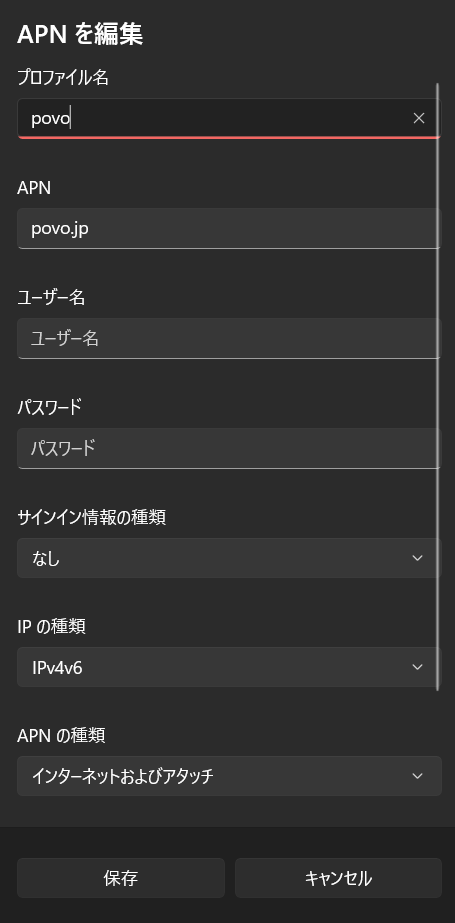 APN を編集
プロファイル名
povo
APN
povo.jp
ユーザー名
ユーザー名
パスワード
パスワード
サインイン情報の種類
なし
IP の種類
IPv4v6
APN の種類
インターネットおよびアタッチ
保存
キャンセル